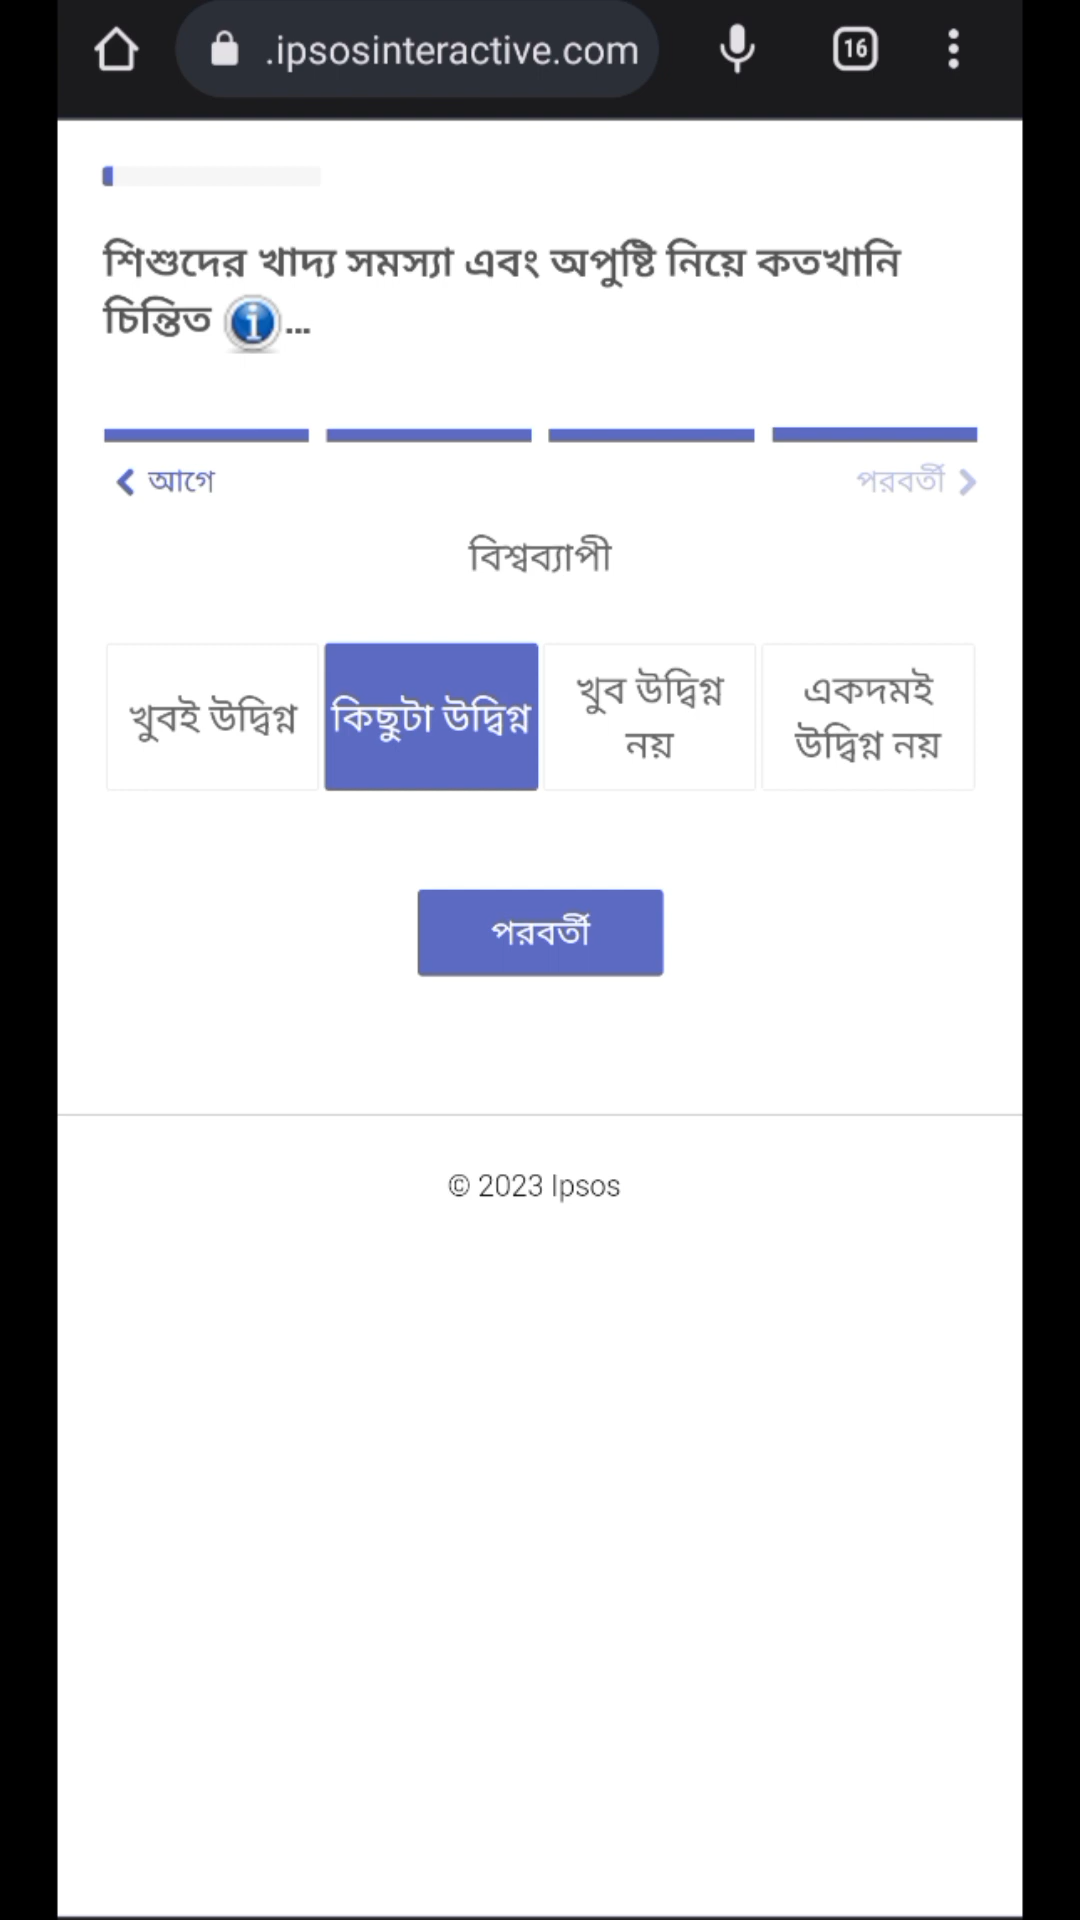 .ipsosinteractive.com
16
শিশুদের খাদ্য সমস্যা এবং অপুষ্টি নিয়ে কতখানি
চিন্তিত i...
আগে
পরবর্তী
বিশ্বব্যাপী
খুবই উদ্বিগ্ন
কিছুটা উদ্বিগ্ন
খুব উদ্বিগ্ন
নয়
একদমই
উদ্বিগ্ন নয়
পরবর্তী
© 2023 Ipsos